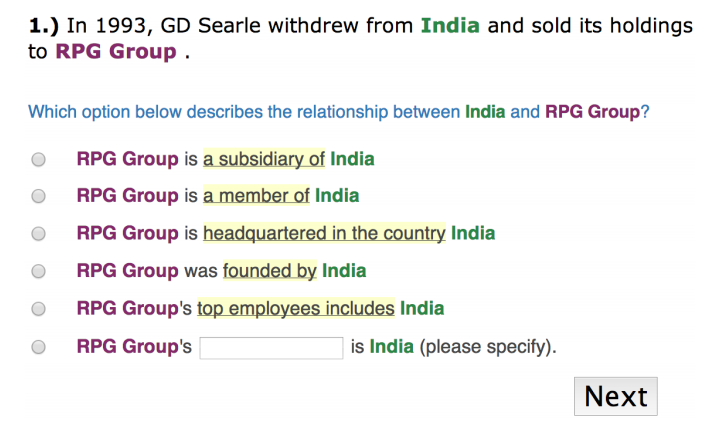 1.) In 1993, GD Searle withdrew from India and sold its holdings
to RPG Group .
Which option below describes the relationship between India and RPG Group?
RPG Group is a subsidiary of India
RPG Group is a member of India
RPG Group is headquartered in the country India
RPG Group was founded by India
RPG Group's top employees includes India
RPG Group's is India (please specify).
Next